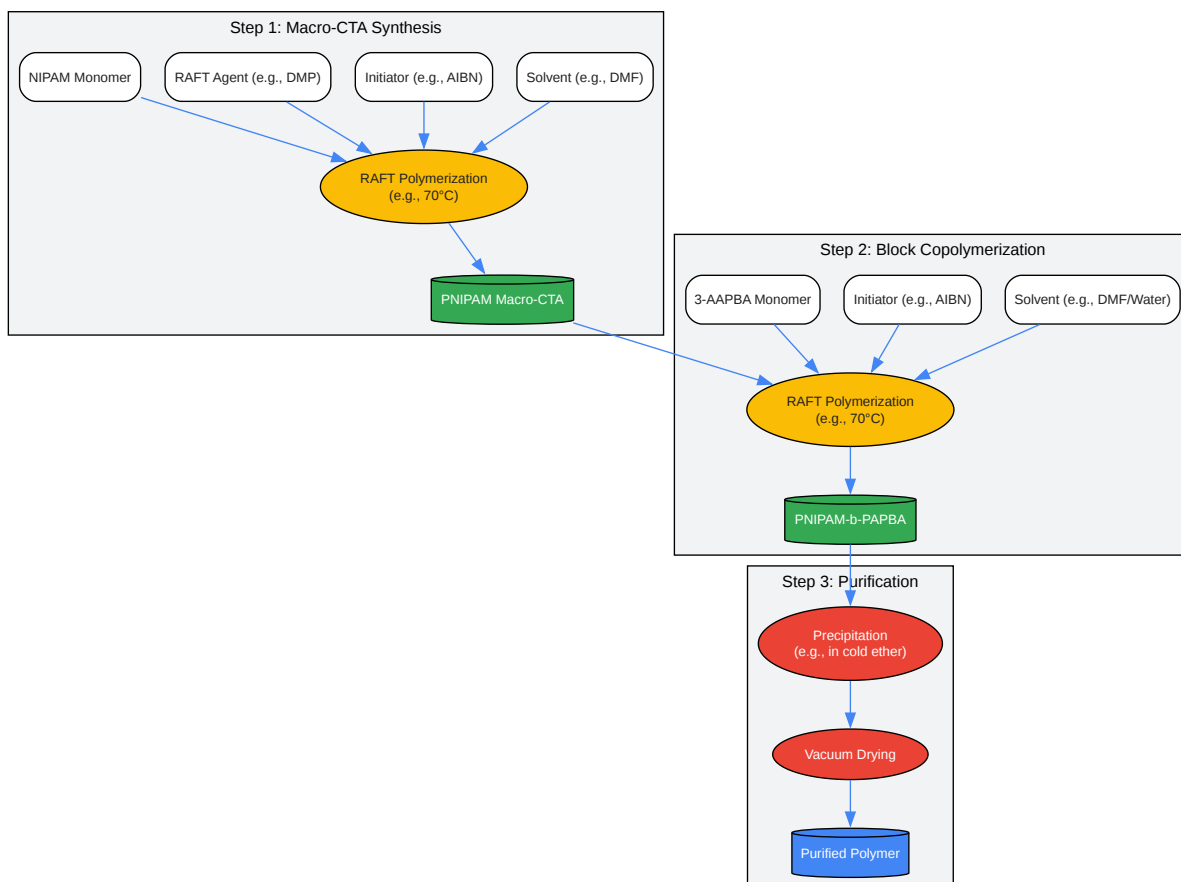 Step 1: Macro-CTA Synthesis
NIPAM Monomer
RAFT Agent (e.g., DMP)
Initiator (e.g., AIBN)
Solvent (e.g., DMF)
RAFT Polymerization
(e.g., 70°C)
PNIPAM Macro-CTA
Step 2: Block Copolymerization
3-AAPBA Monomer
Initiator (e.g., AIBN)
Solvent (e.g., DMF/Water)
RAFT Polymerization
(e.g., 70°C)
PNIPAM-b-PAPBA
Step 3: Purification
Precipitation
(e.g., in cold ether)
Vacuum Drying
Purified Polymer